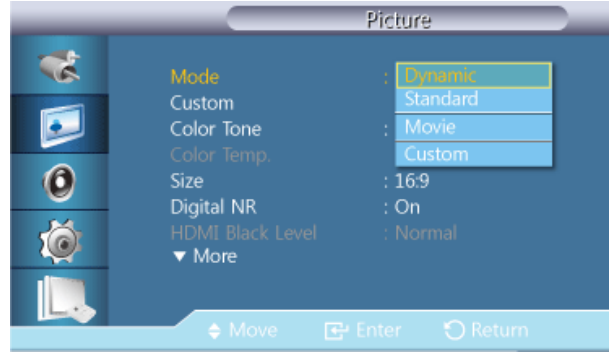 Picture
Mode : Dynamic
Custom Standard
Color Tone : Movie
Color Temp. Custom
Size : 16:9
Digital NR : On
HDMI Black Level : Normal
▼ More
Move Enter Return